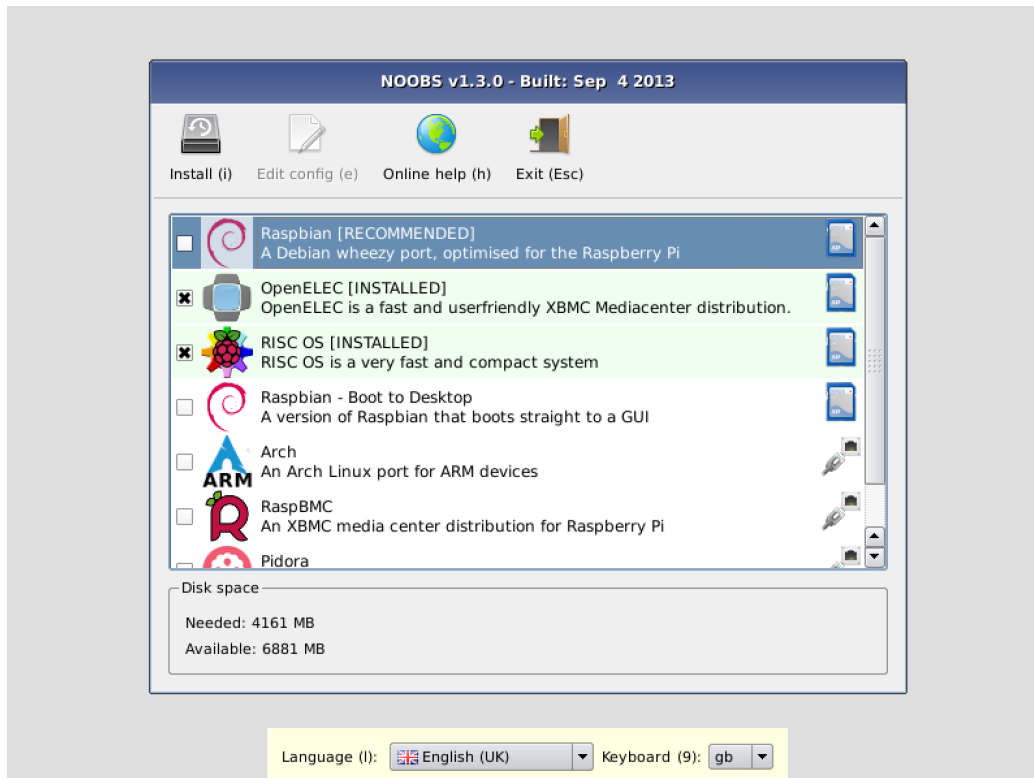 NOOBS v1.3.0 - Built: Sep  4 2013
Install (i) Edit config (e) Online help (h) Exit (Esc)
Raspbian [RECOMMENDED]
A Debian wheezy port, optimised for the Raspberry Pi
OpenELEC [INSTALLED]
OpenELEC is a fast and userfriendly XBMC Mediacenter distribution.
RISC OS [INSTALLED]
RISC OS is a very fast and compact system
Raspbian - Boot to Desktop
A version of Raspbian that boots straight to a GUI
Arch
An Arch Linux port for ARM devices
ARM
RaspBMC
An XBMC media center distribution for Raspberry Pi
Pidora
Disk space
Needed: 4161 MB
Available: 6881 MB
Language (l): English (UK) Keyboard (9): gb